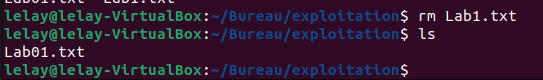 lelay@lelay-VirtualBox:~/Bureau/exploitation$ rm Lab1.txt
lelay@lelay-VirtualBox:~/Bureau/exploitation$ ls
Lab01.txt
lelay@lelay-VirtualBox:~/Bureau/exploitation$